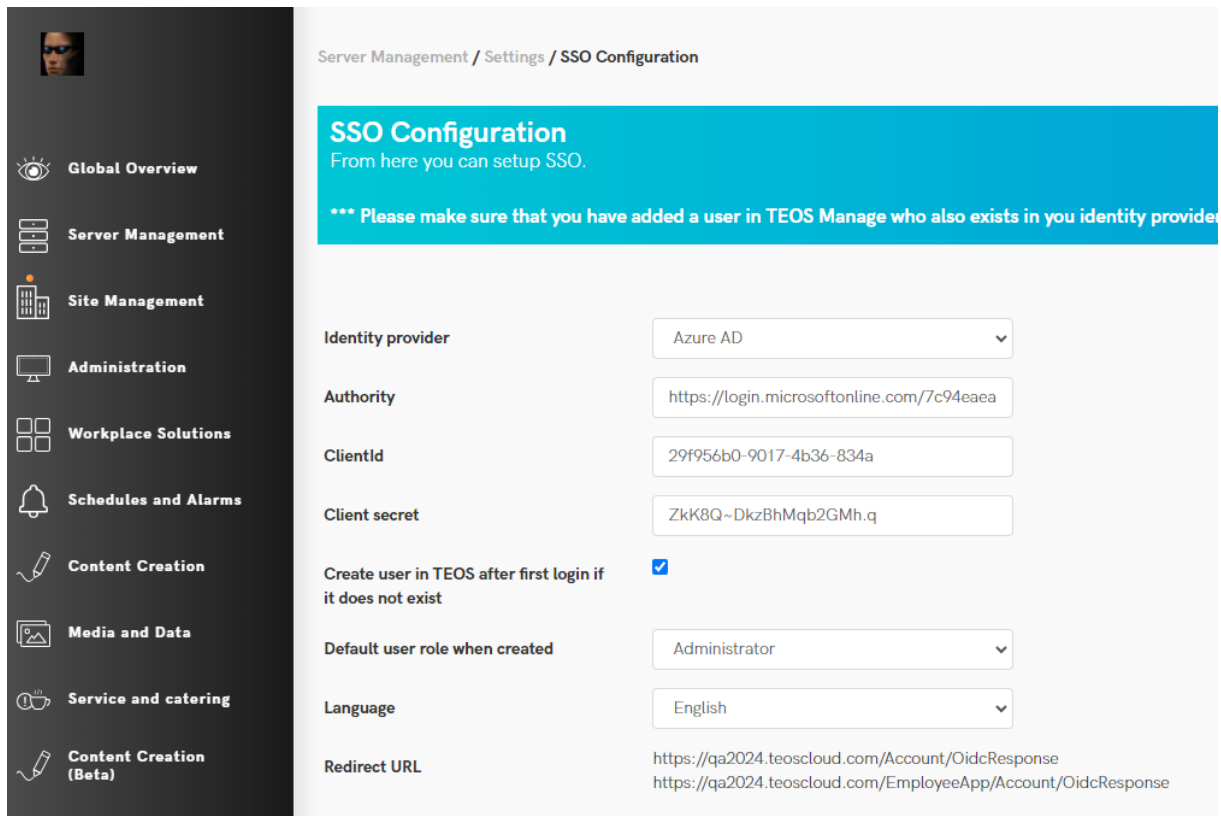 Server Management / Settings / SSO Configuration
SSO Configuration
From here you can setup SSO.
*** Please make sure that you have added a user in TEOS Manage who also exists in you identity provider
Global Overview
Server Management
Site Management
Administration
Workplace Solutions
Schedules and Alarms
Content Creation
Media and Data
Service and catering
Content Creation
(Beta)
Identity provider
Azure AD
Authority
https://login.microsoftonline.com/7c94eaea
ClientId
29f956b0-9017-4b36-834a
Client secret
ZkK8Q~DkzBhMqb2GMh.q
Create user in TEOS after first login if
it does not exist
Default user role when created
Administrator
Language
English
Redirect URL
https://qa2024.teoscloud.com/Account/OidcResponse
https://qa2024.teoscloud.com/EmployeeApp/Account/OidcResponse